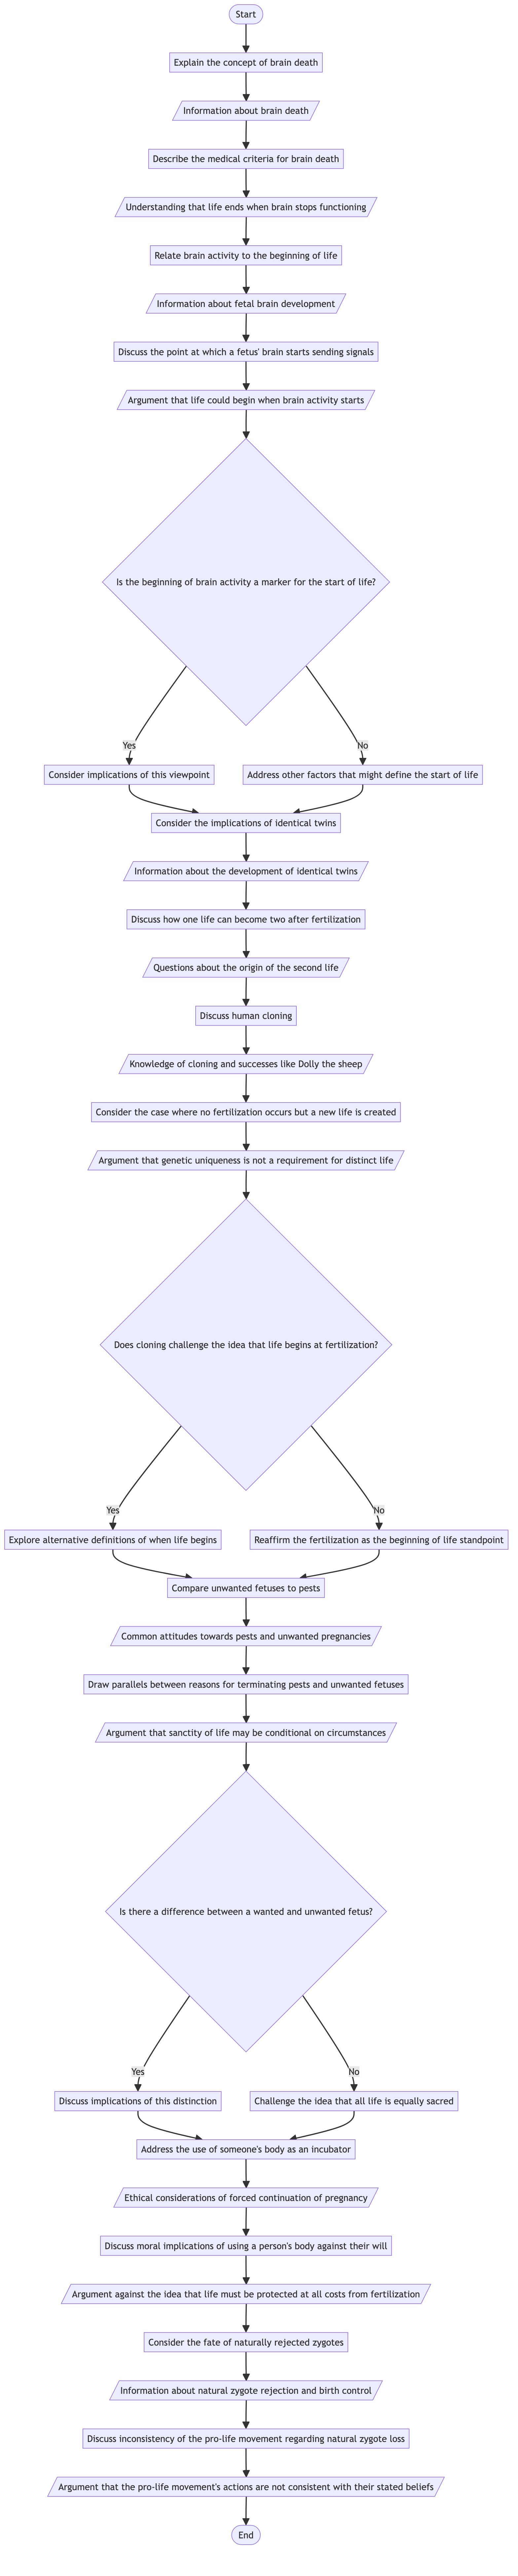 Start
Explain the concept of brain death
Information about brain death
Describe the medical criteria for brain death
Understanding that life ends when brain stops functioning
Relate brain activity to the beginning of life
Information about fetal brain development
Discuss the point at which a fetus' brain starts sending signals
Argument that life could begin when brain activity starts
Is the beginning of brain activity a marker for the start of life?
Yes
No
Consider implications of this viewpoint
Address other factors that might define the start of life
Consider the implications of identical twins
Information about the development of identical twins
Discuss how one life can become two after fertilization
Questions about the origin of the second life
Discuss human cloning
Knowledge of cloning and successes like Dolly the sheep
Consider the case where no fertilization occurs but a new life is created
Argument that genetic uniqueness is not a requirement for distinct life
Does cloning challenge the idea that life begins at fertilization?
Yes
No
Explore alternative definitions of when life begins
Reaffirm the fertilization as the beginning of life standpoint
Compare unwanted fetuses to pests
Common attitudes towards pests and unwanted pregnancies
Draw parallels between reasons for terminating pests and unwanted fetuses
Argument that sanctity of life may be conditional on circumstances
Is there a difference between a wanted and unwanted fetus?
Yes
No
Discuss implications of this distinction
Challenge the idea that all life is equally sacred
Address the use of someone's body as an incubator
Ethical considerations of forced continuation of pregnancy
Discuss moral implications of using a person's body against their will
Argument against the idea that life must be protected at all costs from fertilization
Consider the fate of naturally rejected zygotes
Information about natural zygote rejection and birth control
Discuss inconsistency of the pro-life movement regarding natural zygote loss
Argument that the pro-life movement's actions are not consistent with their stated beliefs
End